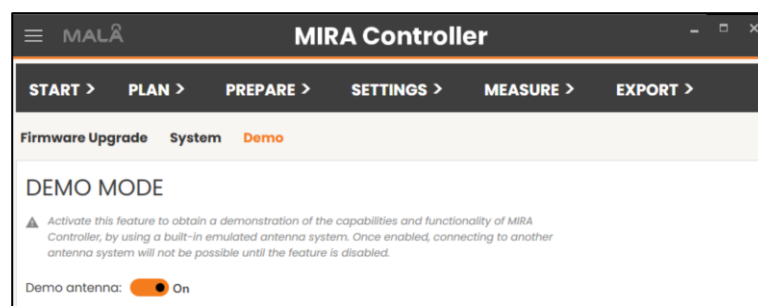 MALÅ MIRA Controller
START > PLAN > PREPARE > SETTINGS > MEASURE > EXPORT >
Firmware Upgrade System Demo
DEMO MODE
Activate this feature to obtain a demonstration of the capabilities and functionality of MIRA
Controller, by using a built-in emulated antenna system. Once enabled, connecting to another
antenna system will not be possible until the feature is disabled.
Demo antenna: On